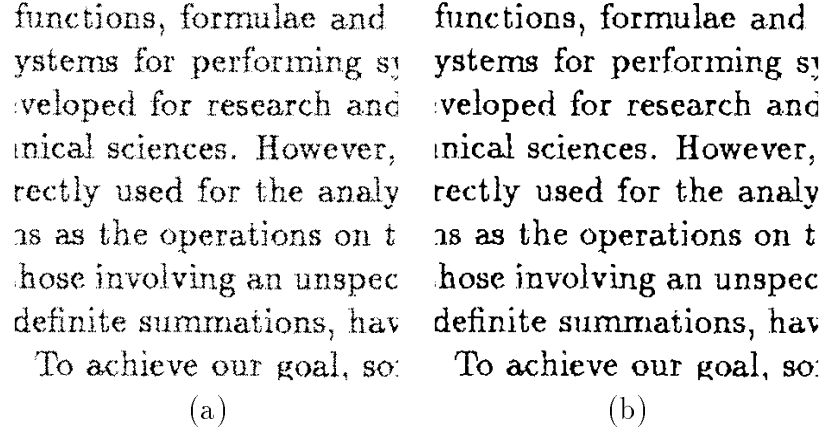 functions, formulae and
ystems for performing
veloped for research and
nical sciences. However,
rectly used for the analy
as the operations on t
hose involving an unspec
definite summations, hav
To achieve our goal, so
(a)
functions, formulae and
ystems for performing
veloped for research and
nical sciences. However,
rectly used for the analy
as the operations on t
hose involving an unspec
definite summations, hav
To achieve our goal, so
(b)